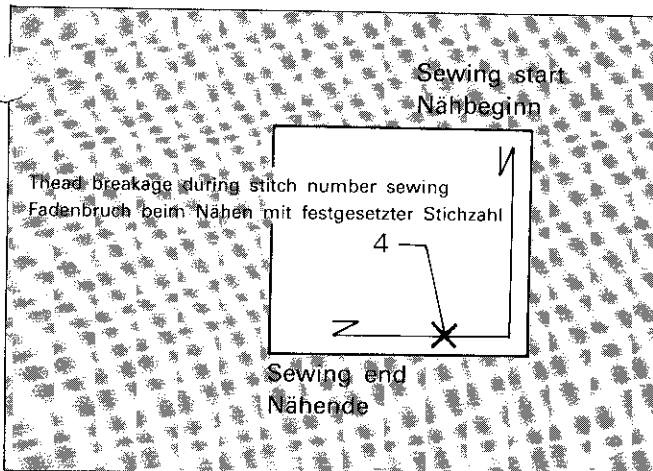 Sewing start
Nähbeginn
Thead breakage during stitch number sewing
Fadenbruch beim Nähen mit festgesetzter Stichzahl
4
Sewing end
Nähende